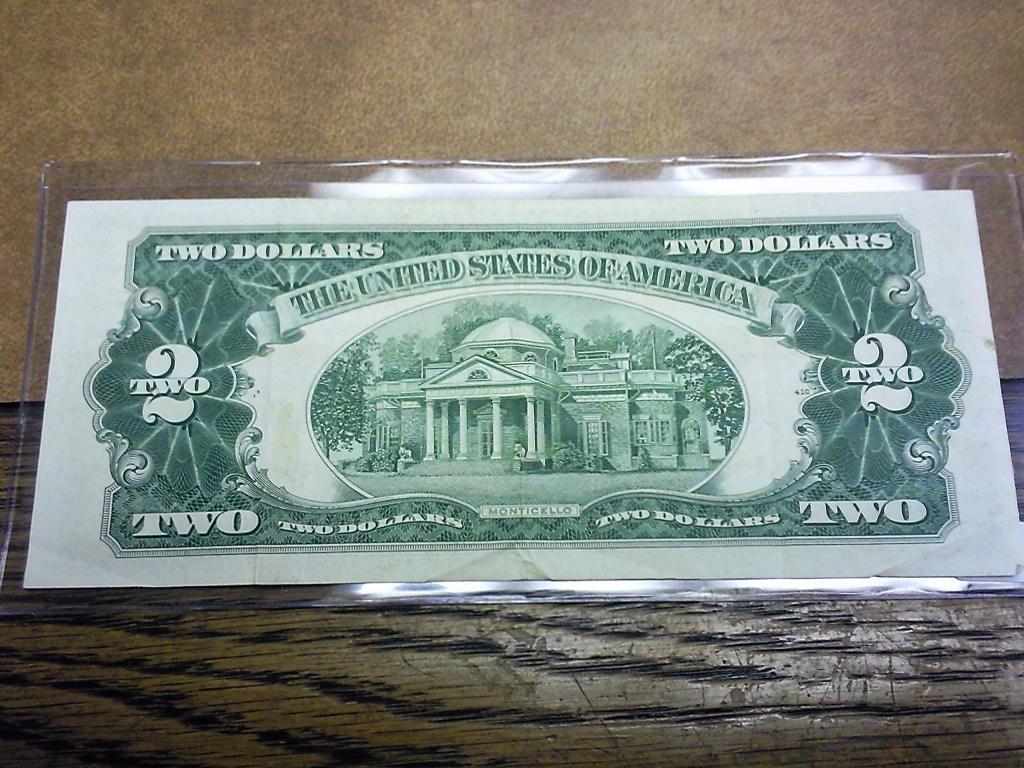 TWO DOLLARS TWO DOLLARS
THE UNITED STATES OF AMERICA
2 TWO
2 TWO
MONTICELLO
TWO TWO DOLLARS TWO DOLLARS TWO